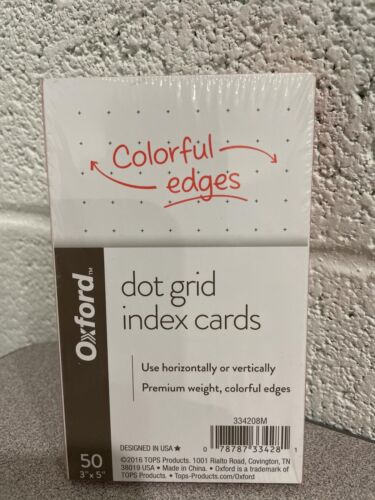 Colorful
edges
Oxford™
dot grid
index cards
Use horizontally or vertically
Premium weight, colorful edges
334208M
50
3" x 5"
DESIGNED IN USA★
0 78787 33428 1
©2016 TOPS Products. 1001 Rialto Road, Covington, TN
38019 USA • Made in China. • Oxford is a trademark of
TOPS Products. TOPS-Products.com/Oxford